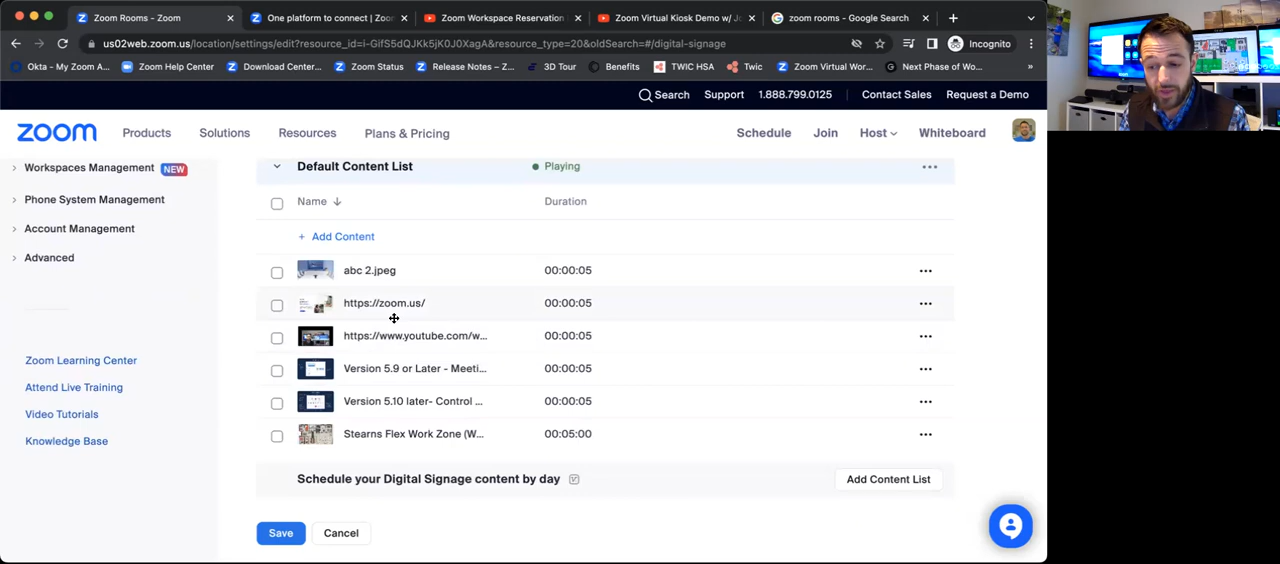 Zoom Rooms - Zoom
One platform to connect | Zoom
Zoom Workspace Reservation
Zoom Virtual Kiosk Demo w/ Jo
zoom rooms - Google Search
us02web.zoom.us/location/settings/edit?resource_id=i-GifS5dQJKk5jK0J0XagA&resource_type=20&oldSearch=#/digital-signage
Incognito
Okta - My Zoom A...
Zoom Help Center
Download Center...
Zoom Status
Release Notes – Z...
3D Tour
Benefits
TWIC HSA
Twic
Zoom Virtual Wor...
Next Phase of Wo...
Search
Support
1.888.799.0125
Contact Sales
Request a Demo
zoom
Products
Solutions
Resources
Plans & Pricing
Schedule
Join
Host
Whiteboard
Workspaces Management NEW
Phone System Management
Account Management
Advanced
Zoom Learning Center
Attend Live Training
Video Tutorials
Knowledge Base
Default Content List
Playing
Name
Duration
+ Add Content
abc 2.jpeg 00:00:05
https://zoom.us/ 00:00:05
https://www.youtube.com/w... 00:00:05
Version 5.9 or Later - Meeti... 00:00:05
Version 5.10 later- Control ... 00:00:05
Stearns Flex Work Zone (W... 00:05:00
Schedule your Digital Signage content by day
Add Content List
Save
Cancel